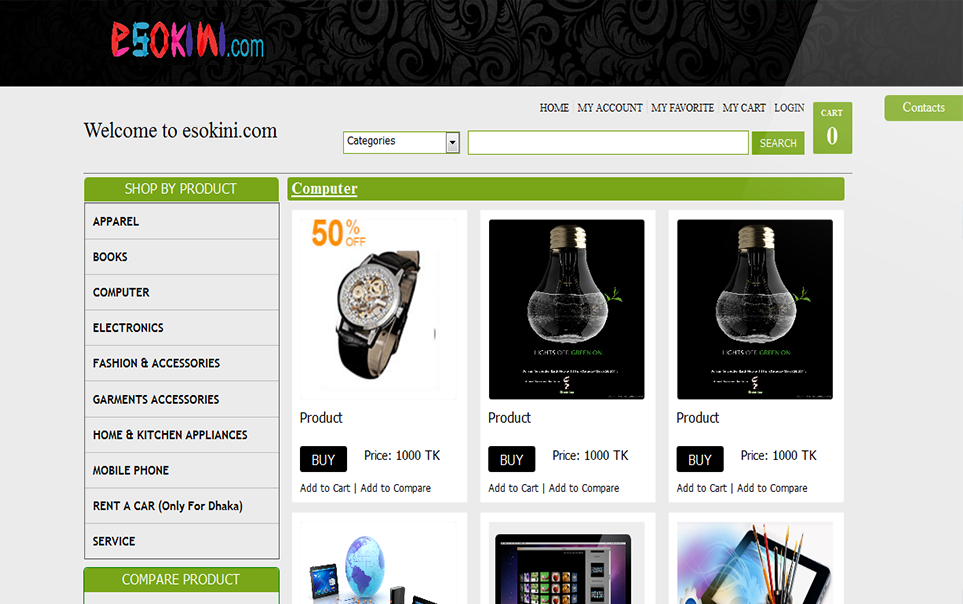 esokini.com
HOME MY ACCOUNT MY FAVORITE MY CART LOGIN
CART
0
Contacts
Welcome to esokini.com
Categories
SEARCH
SHOP BY PRODUCT
APPAREL
BOOKS
COMPUTER
ELECTRONICS
FASHION & ACCESSORIES
GARMENTS ACCESSORIES
HOME & KITCHEN APPLIANCES
MOBILE PHONE
RENT A CAR (Only For Dhaka)
SERVICE
COMPARE PRODUCT
Computer
50% OFF
LIGHTS OFF. GREEN ON.
LIGHTS OFF. GREEN ON.
Product Product Product
BUY Price: 1000 TK BUY Price: 1000 TK BUY Price: 1000 TK
Add to Cart | Add to Compare Add to Cart | Add to Compare Add to Cart | Add to Compare